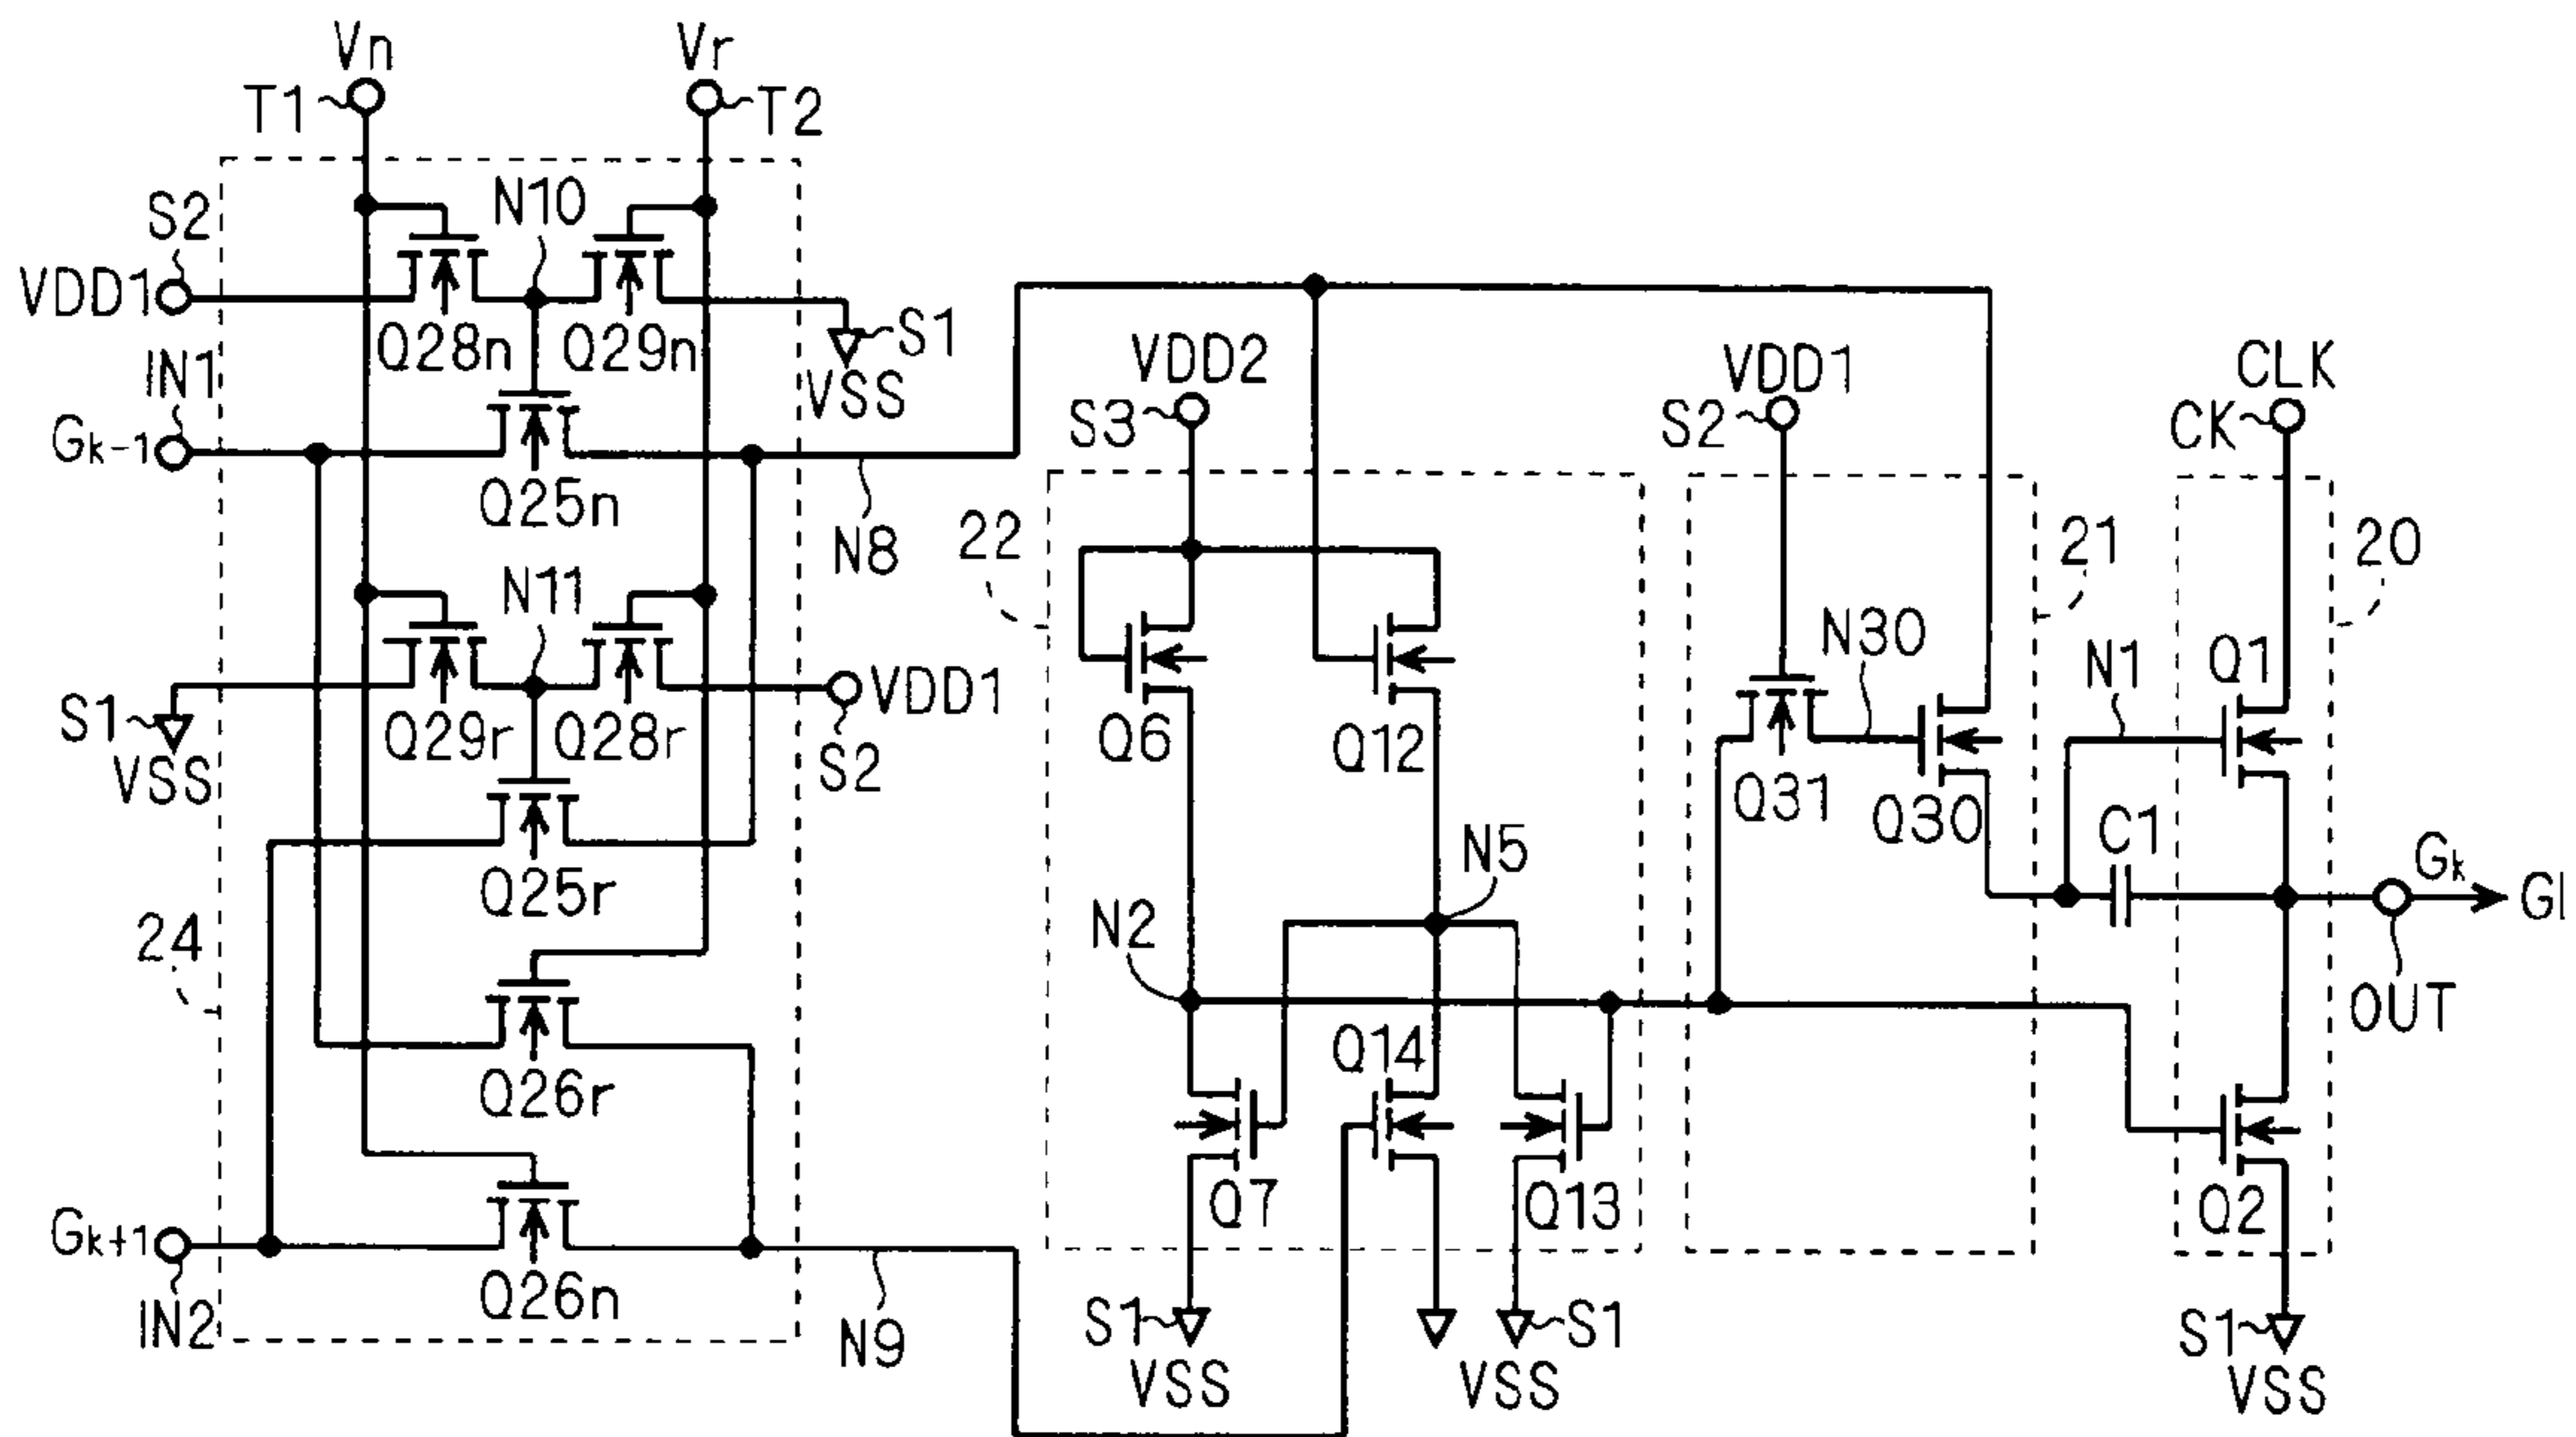 Vn
Vr
T1
T2
S2
N10
VDD1
Q28n
Q29n
S1
VSS
IN1
Gk-1
Q25n
N8
VDD2
S3
VDD1
S2
CLK
CK
22
21
20
N11
N30
N1
Q1
S1
VSS
Q29r
Q28r
VDD1
S2
Q6
Q12
Q31
Q30
C1
Q25r
N5
Gk
Gl
24
N2
OUT
Q14
Q26r
Q7
Q13
Q2
Gk+1
IN2
Q26n
N9
S1
VSS
S1
VSS
S1
VSS